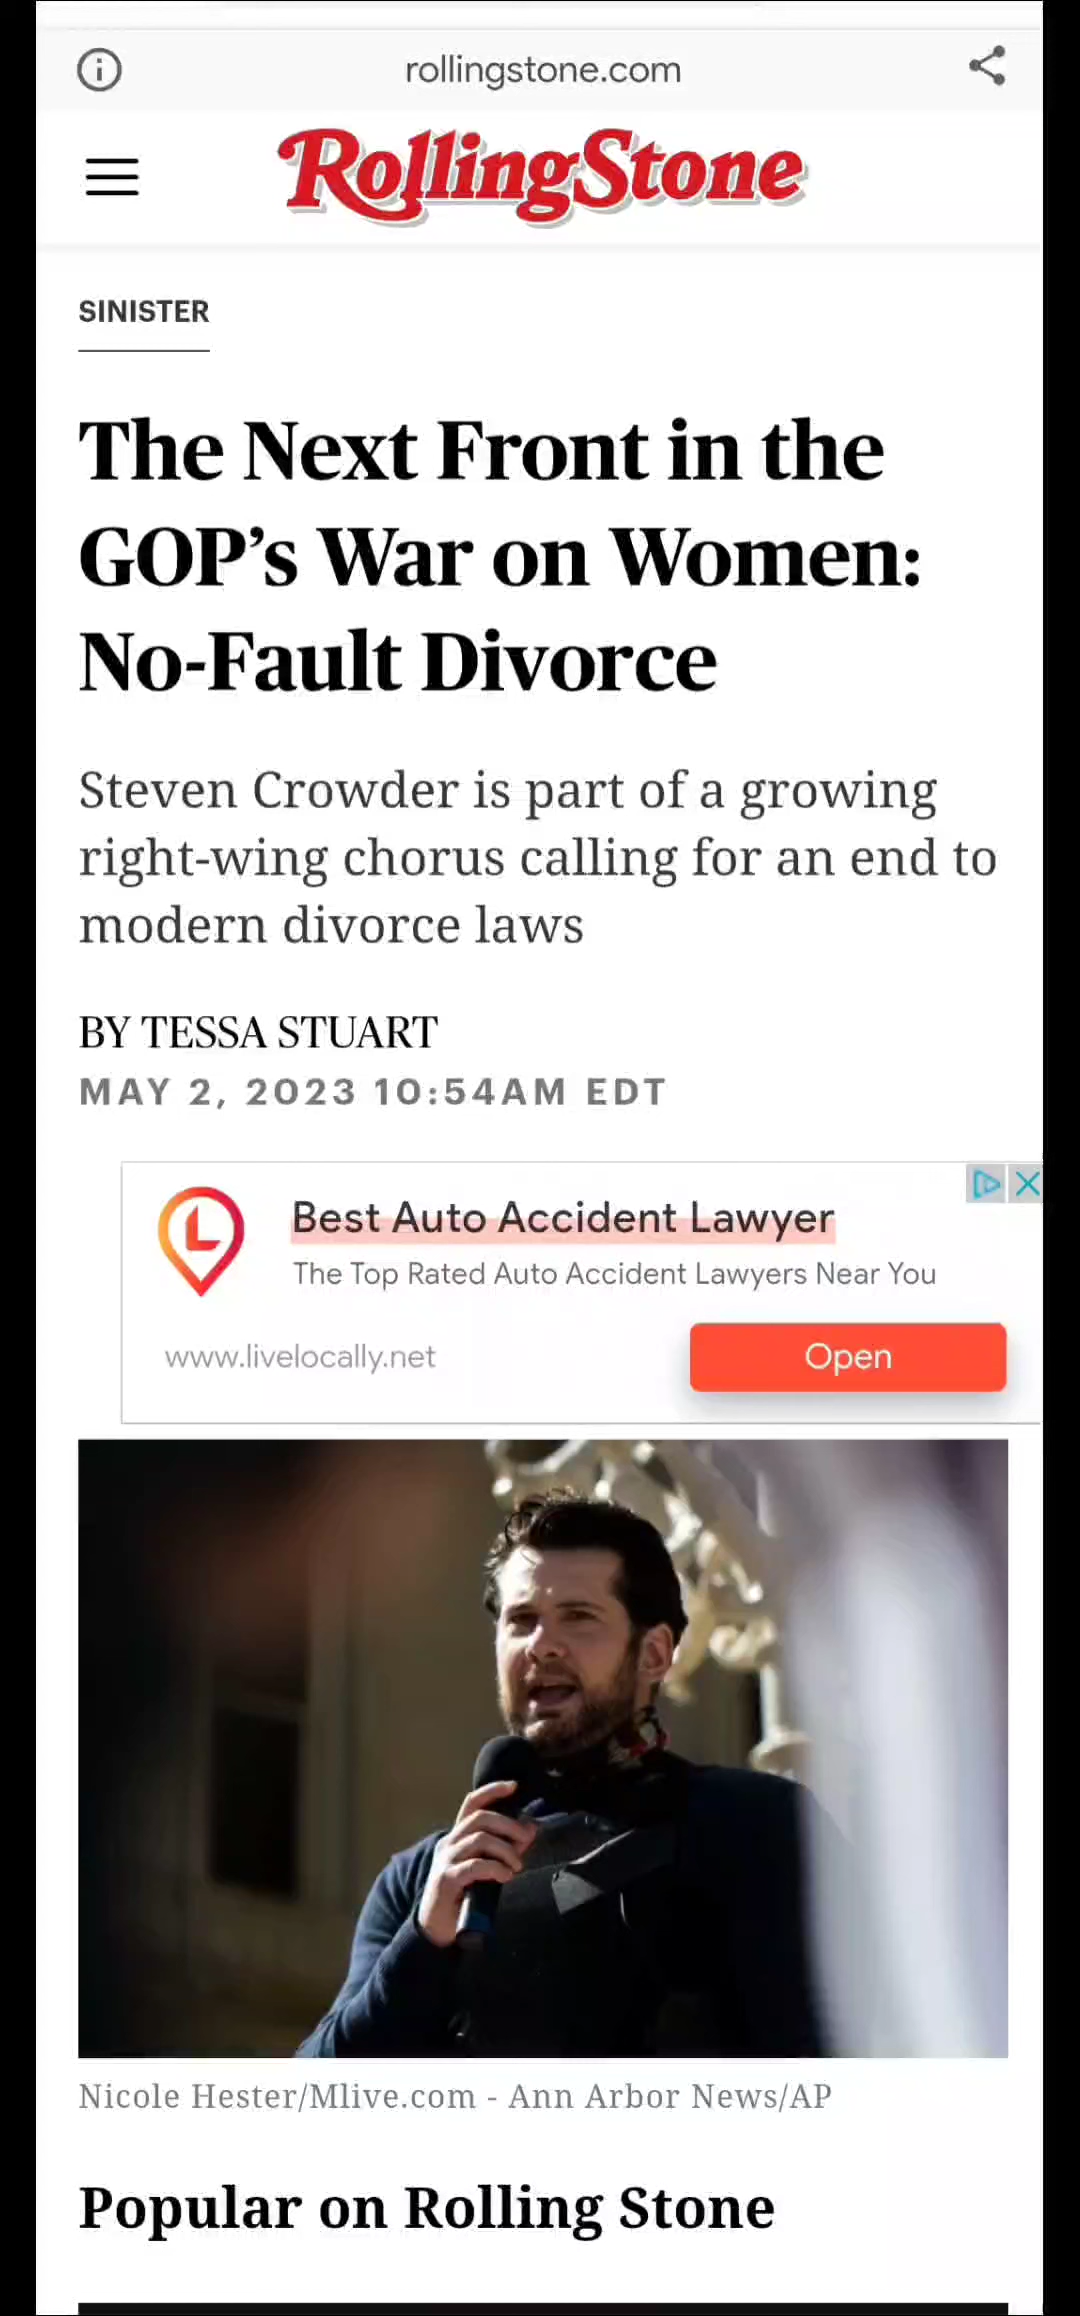 rollingstone.com
RollingStone
SINISTER
The Next Front in the
GOP’s War on Women:
No-Fault Divorce
Steven Crowder is part of a growing
right-wing chorus calling for an end to
modern divorce laws
BY TESSA STUART
MAY 2, 2023 10:54AM EDT
Best Auto Accident Lawyer
The Top Rated Auto Accident Lawyers Near You
www.livelocally.net
Open
Nicole Hester/Mlive.com - Ann Arbor News/AP
Popular on Rolling Stone